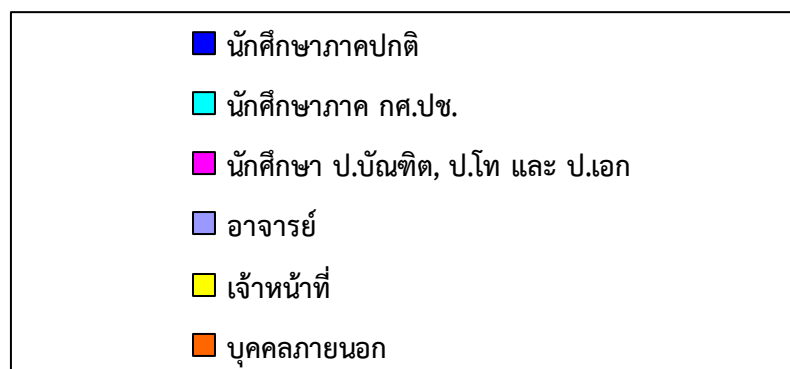 นักศึกษาภาคปกติ
นักศึกษาภาค กศ.ปช.
นักศึกษา ป.บัณฑิต, ป.โท และ ป.เอก
อาจารย์
เจ้าหน้าที่
บุคคลภายนอก